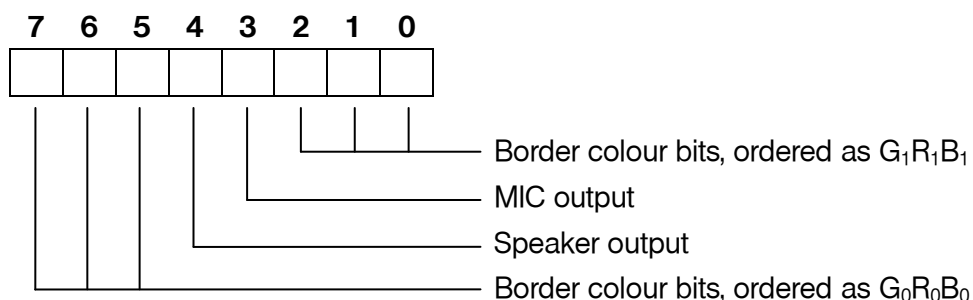 7 6 5 4 3 2 1 0
Border colour bits, ordered as G₁R₁B₁
MIC output
Speaker output
Border colour bits, ordered as G₀R₀B₀